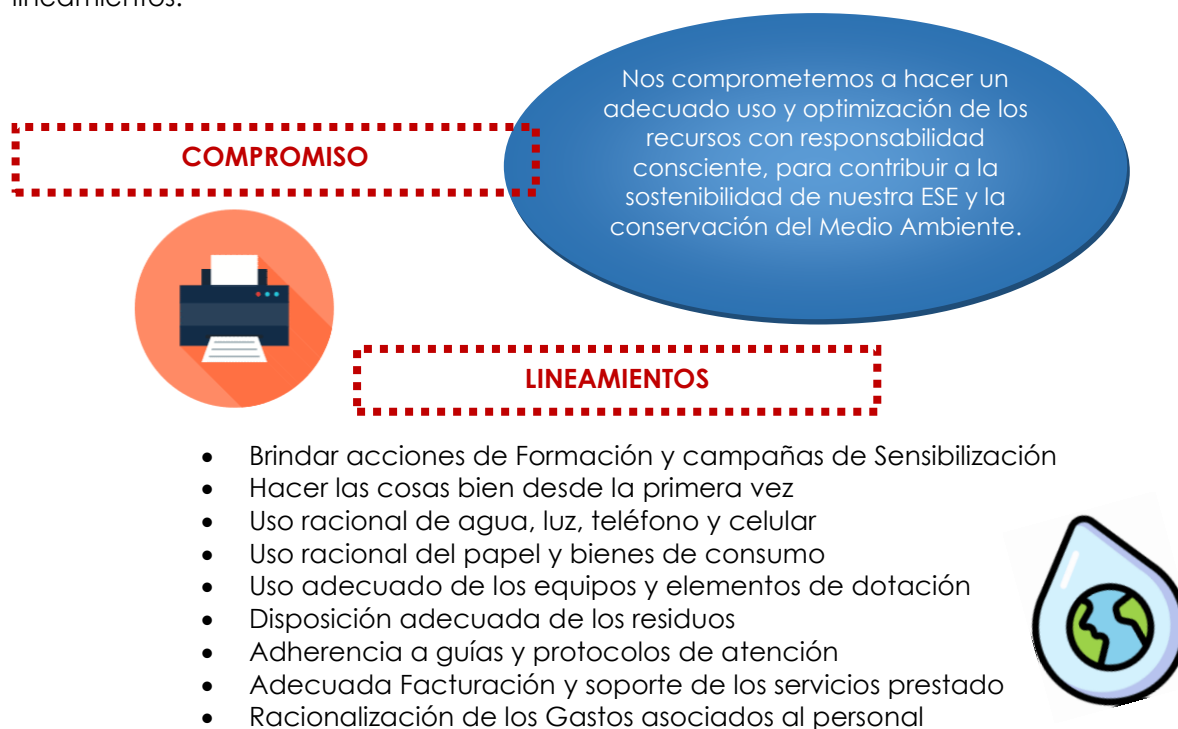 lineamientos.
Nos comprometemos a hacer un
adecuado uso y optimización de los
recursos con responsabilidad
consciente, para contribuir a la
sostenibilidad de nuestra ESE y la
conservación del Medio Ambiente.
COMPROMISO
LINEAMIENTOS
• Brindar acciones de Formación y campañas de Sensibilización
• Hacer las cosas bien desde la primera vez
• Uso racional de agua, luz, teléfono y celular
• Uso racional del papel y bienes de consumo
• Uso adecuado de los equipos y elementos de dotación
• Disposición adecuada de los residuos
• Adherencia a guías y protocolos de atención
• Adecuada Facturación y soporte de los servicios prestado
• Racionalización de los Gastos asociados al personal